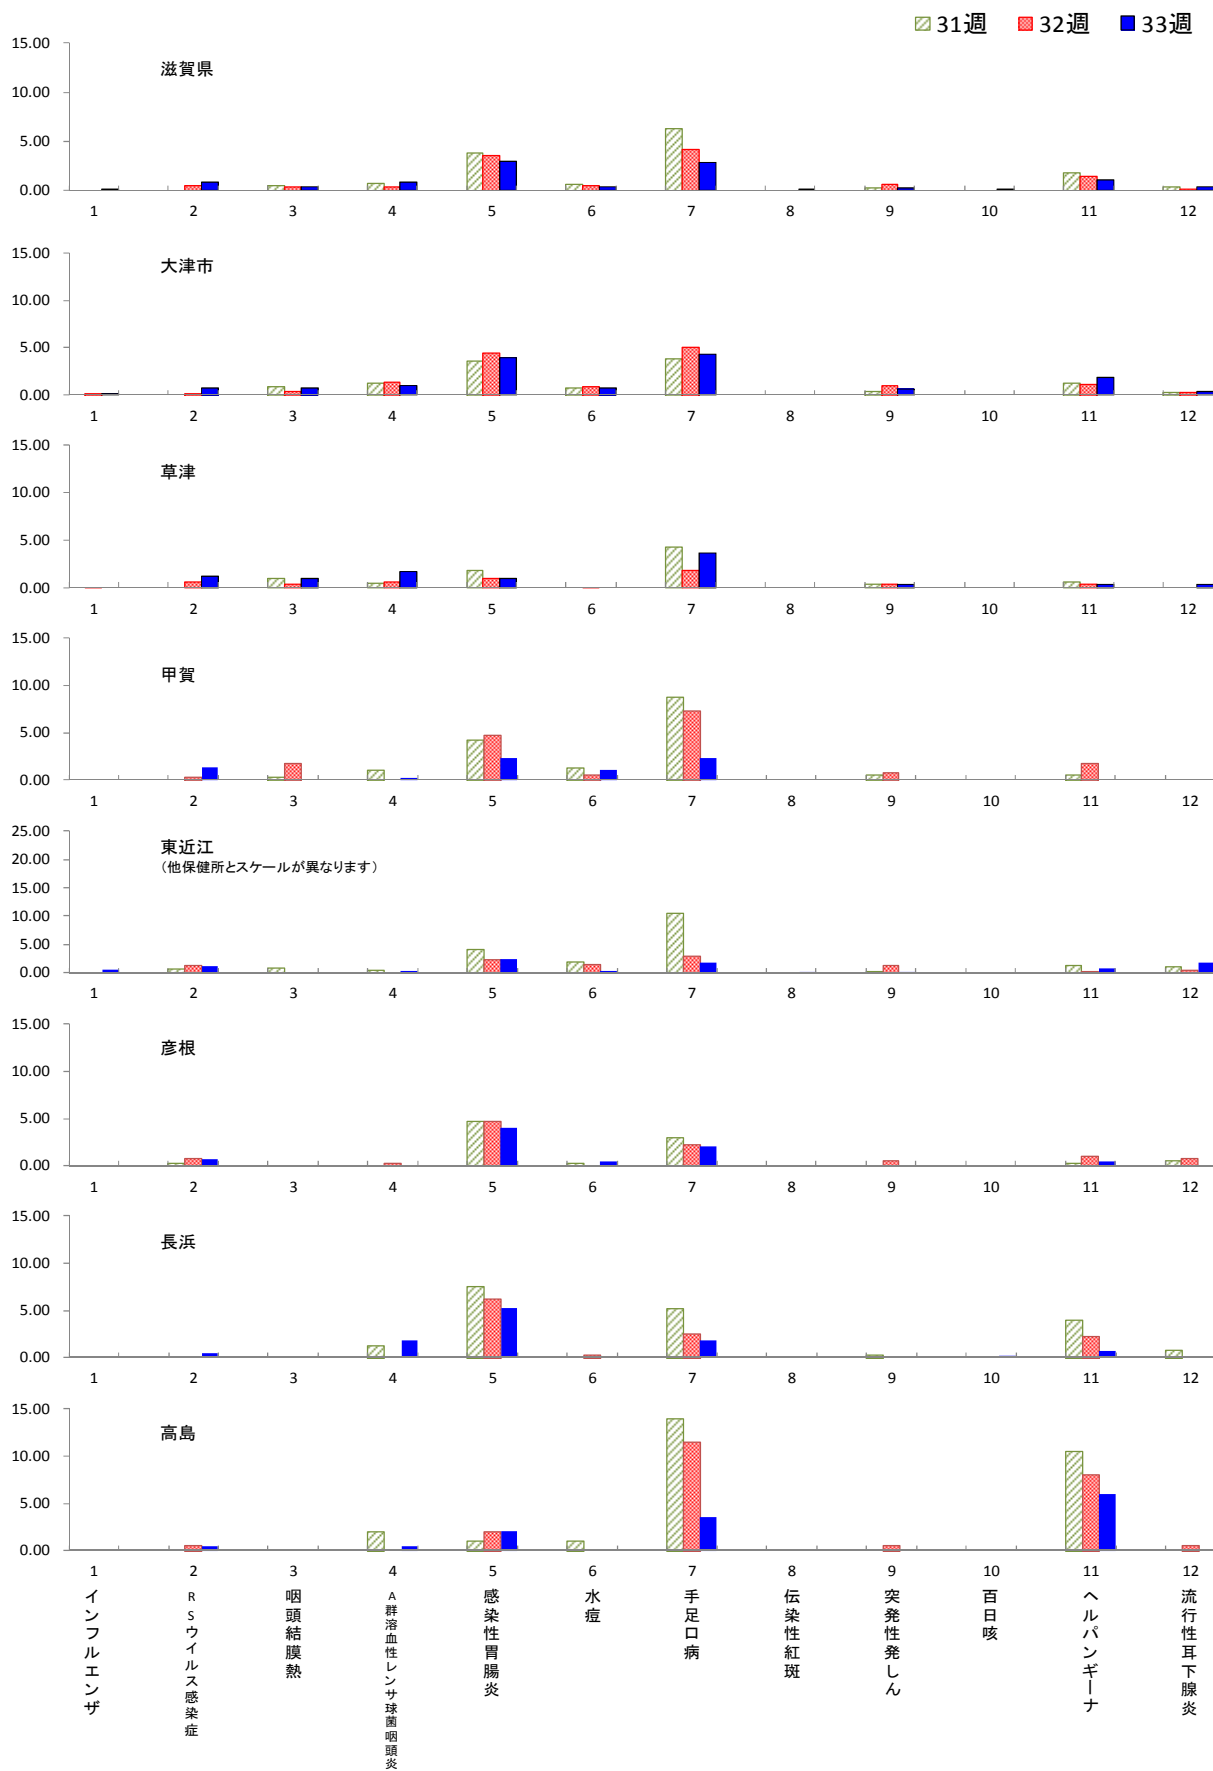 31週 32週 33週
15.00
滋賀県
10.00
5.00
0.00
1 2 3 4 5 6 7 8 9 10 11 12
15.00
大津市
10.00
5.00
0.00
1 2 3 4 5 6 7 8 9 10 11 12
15.00
草津
10.00
5.00
0.00
1 2 3 4 5 6 7 8 9 10 11 12
15.00
甲賀
10.00
5.00
0.00
1 2 3 4 5 6 7 8 9 10 11 12
25.00
東近江
20.00
(他保健所とスケールが異なります)
15.00
10.00
5.00
0.00
1 2 3 4 5 6 7 8 9 10 11 12
15.00
彦根
10.00
5.00
0.00
1 2 3 4 5 6 7 8 9 10 11 12
15.00
長浜
10.00
5.00
0.00
1 2 3 4 5 6 7 8 9 10 11 12
15.00
高島
10.00
5.00
0.00
1 2 3 4 5 6 7 8 9 10 11 12
インフルエンザ
RSウイルス感染症
咽頭結膜熱
A群溶血性レンサ球菌咽頭炎
感染性胃腸炎
水痘
手足口病
伝染性紅斑
突発性発しん
百日咳
ヘルパンギーナ
流行性耳下腺炎